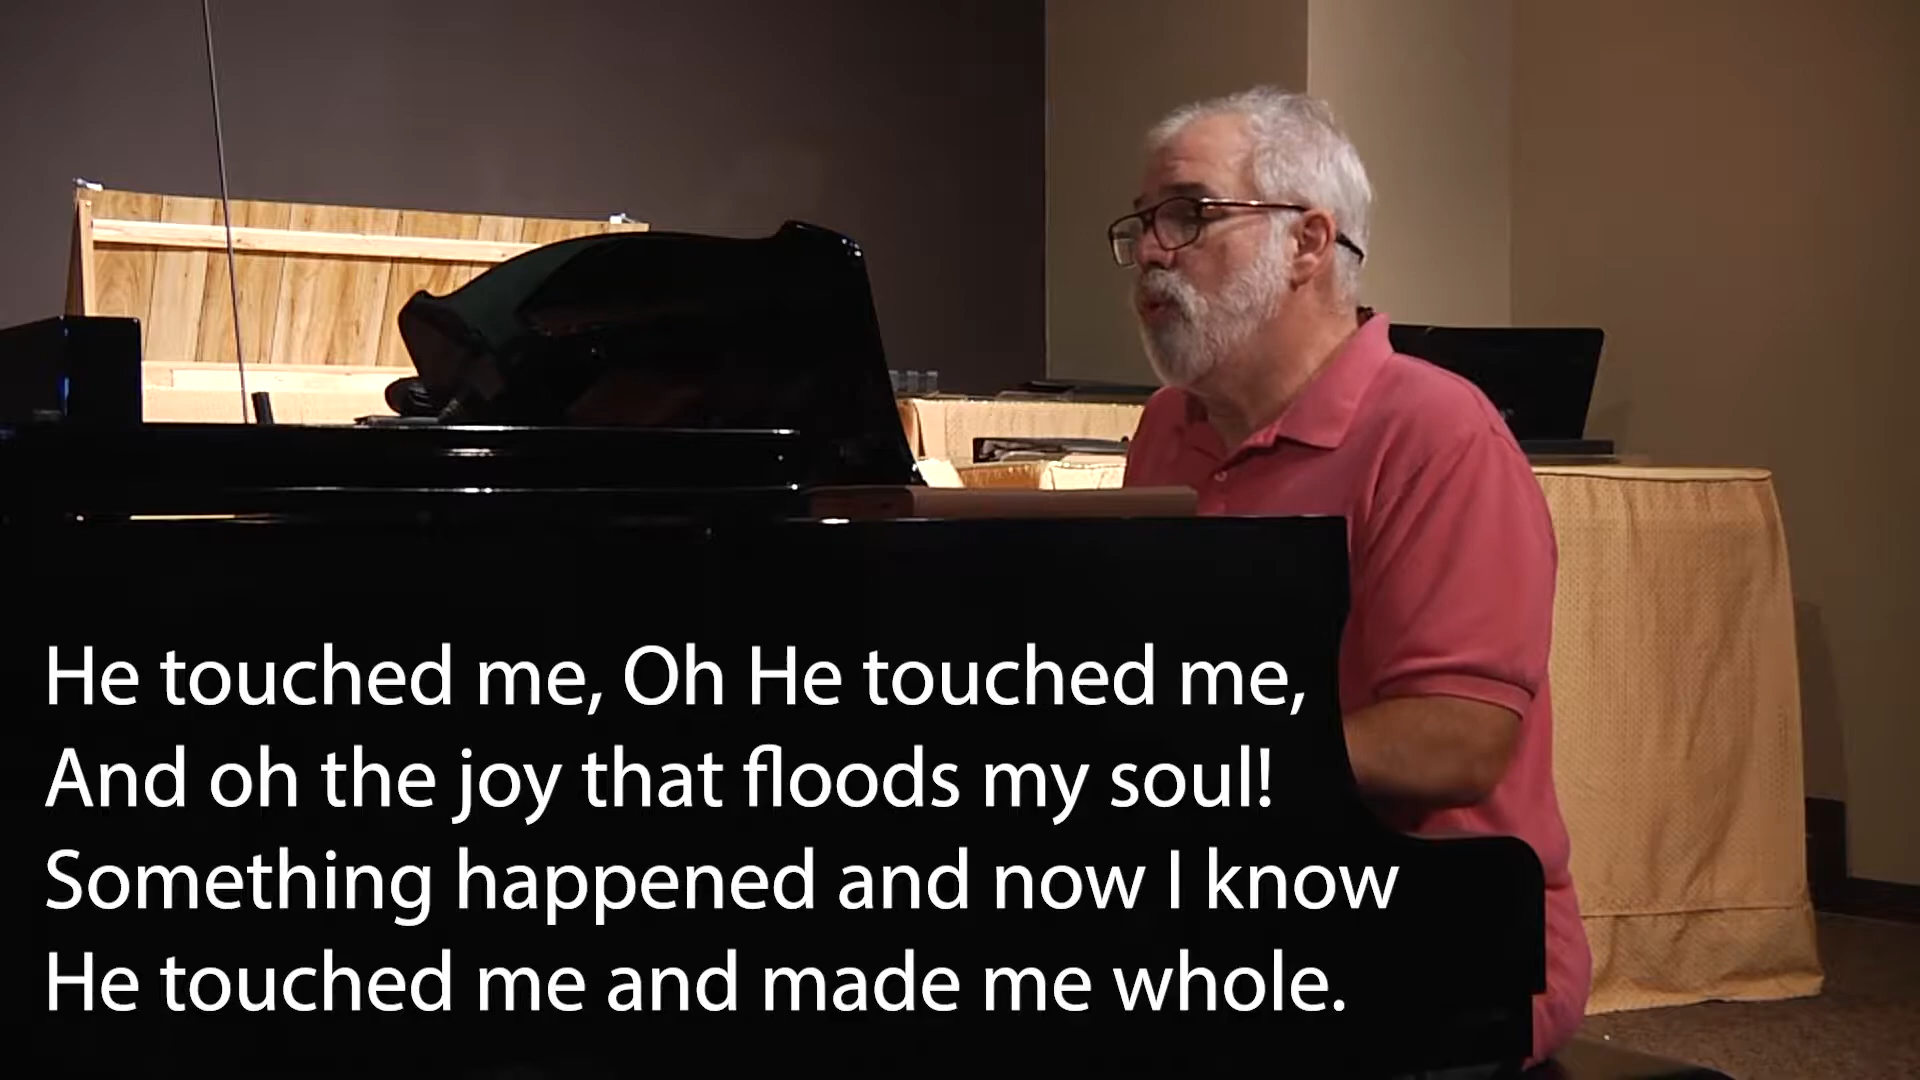 He touched me, Oh He touched me,
And oh the joy that floods my soul!
Something happened and now I know
He touched me and made me whole.